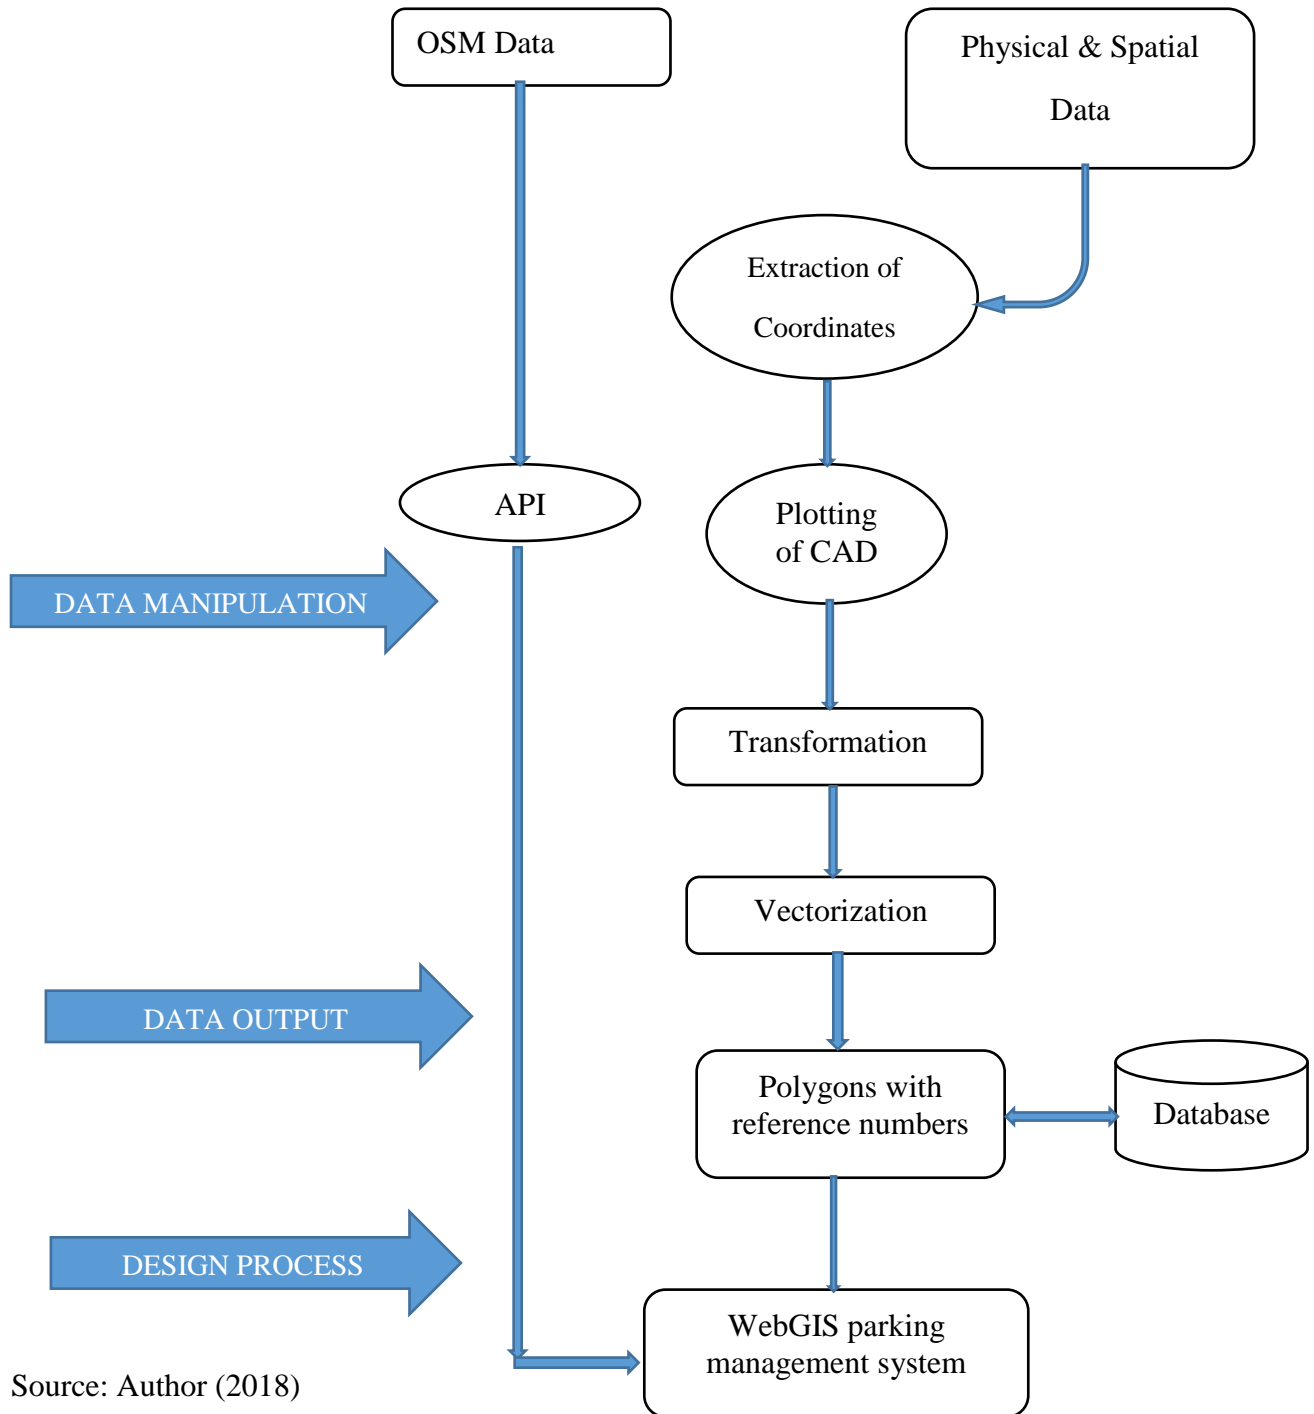 OSM Data
Physical & Spatial
Data
Extraction of
Coordinates
API
Plotting
of CAD
DATA MANIPULATION
Transformation
Vectorization
DATA OUTPUT
Polygons with
reference numbers
Database
DESIGN PROCESS
WebGIS parking
management system
Source: Author (2018)